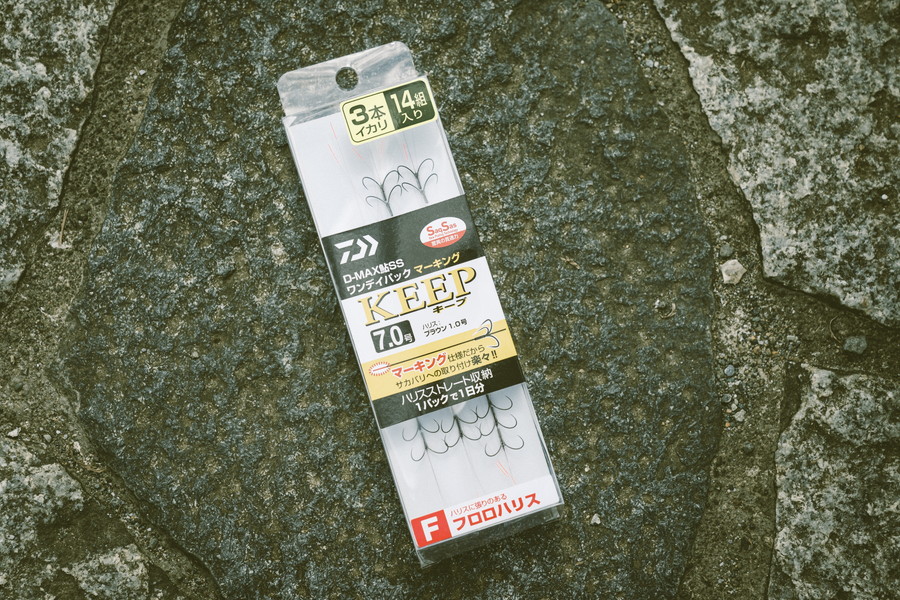 3本
イカリ
14組
入り
SaqSas
D-MAX鮎SS
ワンデイパック マーキング
KEEP
キープ
7.0号
ハリス:
ブラウン 1.0号
マーキング仕様だから
サカバリへの取り付け楽々!!
ハリスストレート収納
1パックで1日分
F
ハリスに張りのある
フロロハリス